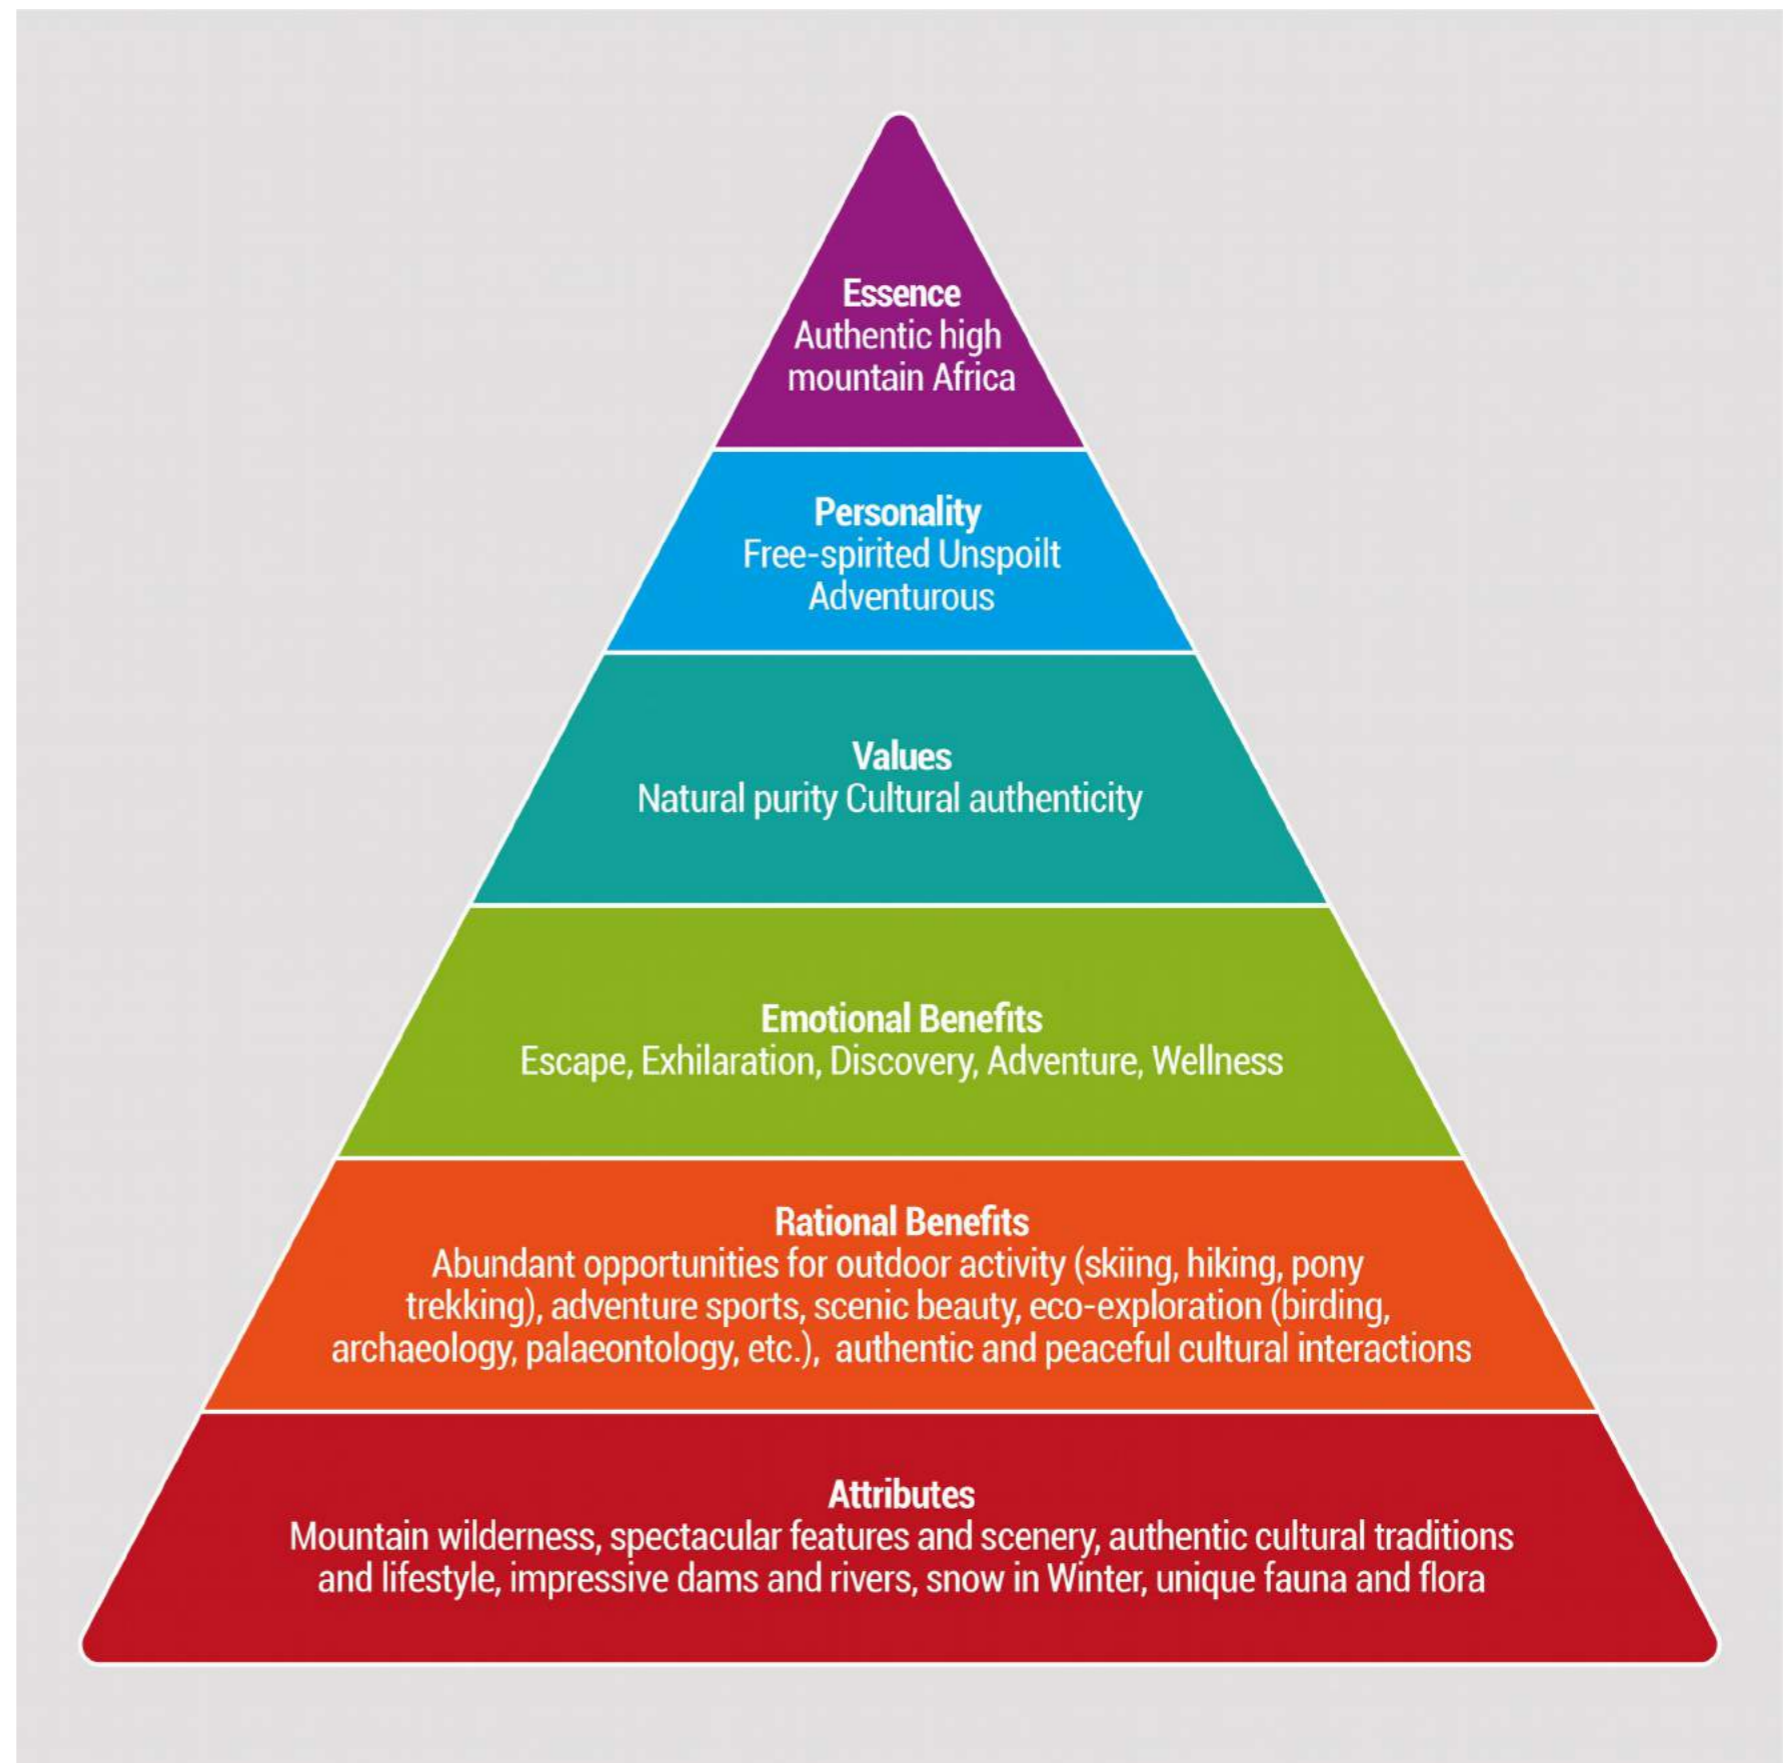 Essence
Authentic high
mountain Africa
Personality
Free-spirited Unspoilt
Adventurous
Values
Natural purity Cultural authenticity
Emotional Benefits
Escape, Exhilaration, Discovery, Adventure, Wellness
Rational Benefits
Abundant opportunities for outdoor activity (skiing, hiking, pony
trekking), adventure sports, scenic beauty, eco-exploration (birding,
archaeology, palaeontology, etc.), authentic and peaceful cultural interactions
Attributes
Mountain wilderness, spectacular features and scenery, authentic cultural traditions
and lifestyle, impressive dams and rivers, snow in Winter, unique fauna and flora